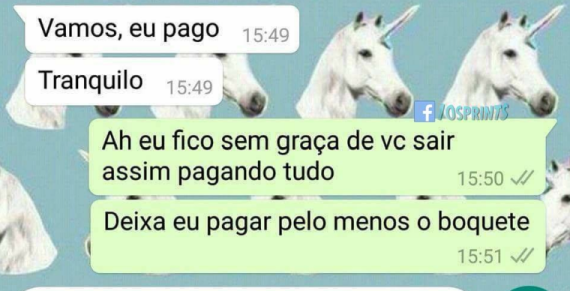 Vamos, eu pago 15:49
Tranquilo 15:49
f /OSPRINTS
Ah eu fico sem graça de vc sair
assim pagando tudo 15:50
Deixa eu pagar pelo menos o boquete
15:51